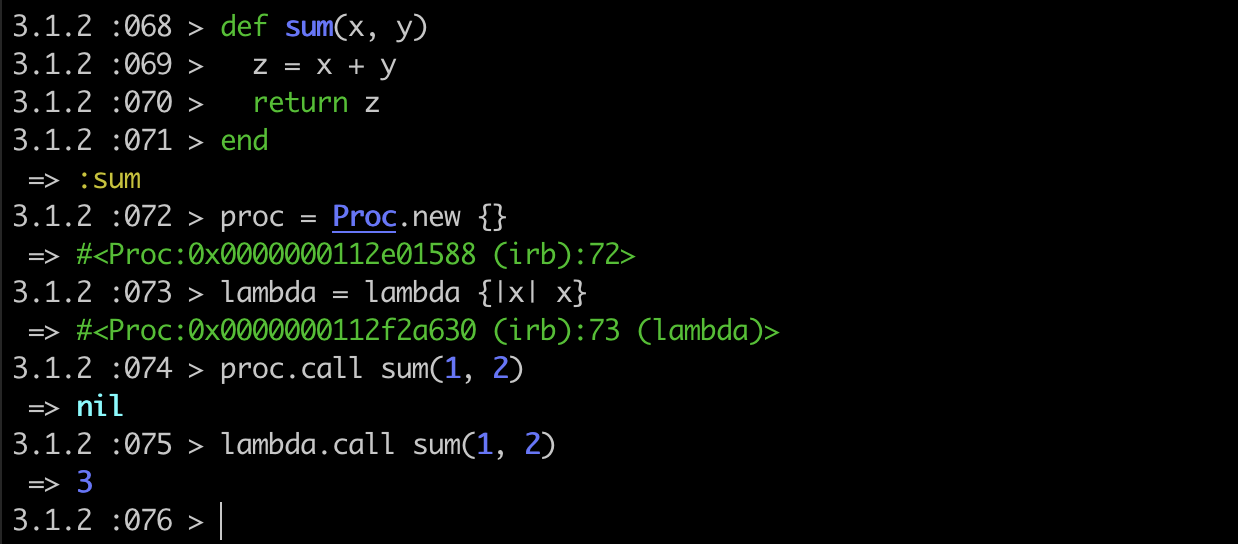 3.1.2 :068 > def sum(x, y)
3.1.2 :069 >   z = x + y
3.1.2 :070 >   return z
3.1.2 :071 > end
 => :sum
3.1.2 :072 > proc = Proc.new {}
 => #<Proc:0x0000000112e01588 (irb):72>
3.1.2 :073 > lambda = lambda {|x| x}
 => #<Proc:0x0000000112f2a630 (irb):73 (lambda)>
3.1.2 :074 > proc.call sum(1, 2)
 => nil
3.1.2 :075 > lambda.call sum(1, 2)
 => 3
3.1.2 :076 >